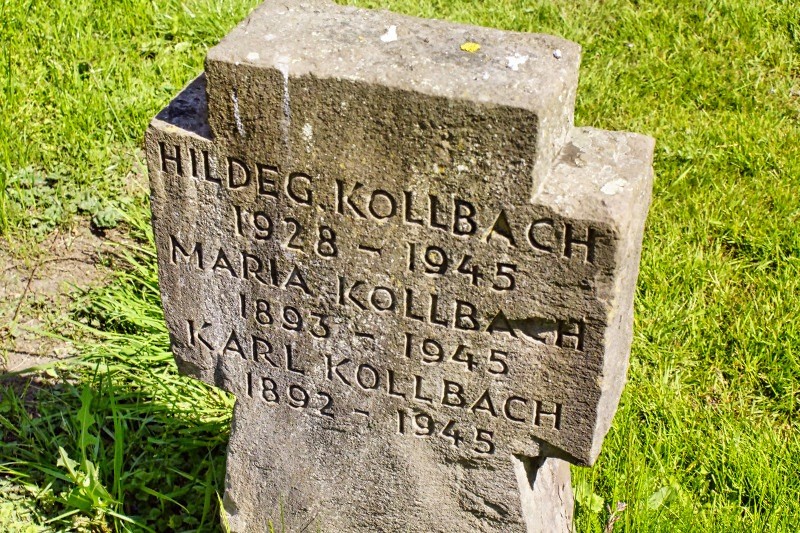 HILDEG. KOLLBACH
1928 – 1945
MARIA KOLLBACH
1893 – 1945
KARL KOLLBACH
1892 – 1945